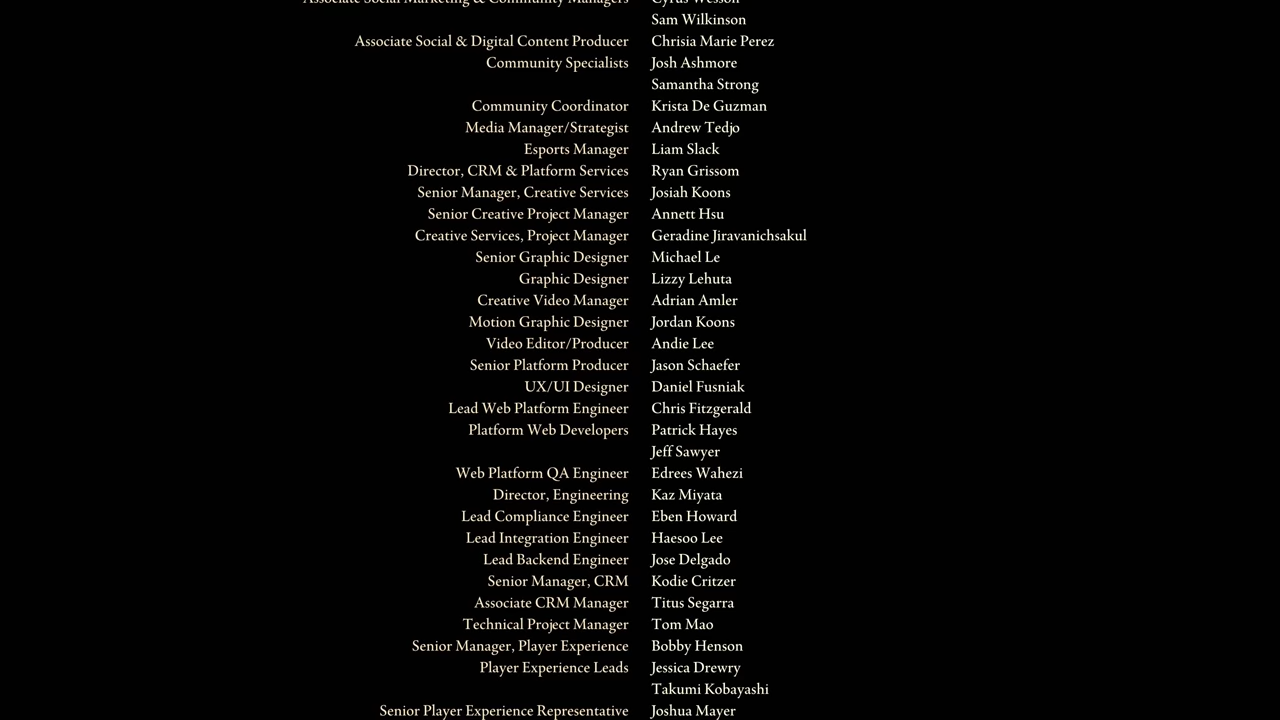 Associate Social Marketing & Community Managers Cyrus Wesson
Sam Wilkinson
Associate Social & Digital Content Producer Chrisia Marie Perez
Community Specialists Josh Ashmore
Samantha Strong
Community Coordinator Krista De Guzman
Media Manager/Strategist Andrew Tedjo
Esports Manager Liam Slack
Director, CRM & Platform Services Ryan Grissom
Senior Manager, Creative Services Josiah Koons
Senior Creative Project Manager Annett Hsu
Creative Services, Project Manager Geradine Jiravanichsakul
Senior Graphic Designer Michael Le
Graphic Designer Lizzy Lehuta
Creative Video Manager Adrian Amler
Motion Graphic Designer Jordan Koons
Video Editor/Producer Andie Lee
Senior Platform Producer Jason Schaefer
UX/UI Designer Daniel Fusniak
Lead Web Platform Engineer Chris Fitzgerald
Platform Web Developers Patrick Hayes
Jeff Sawyer
Web Platform QA Engineer Edrees Wahezi
Director, Engineering Kaz Miyata
Lead Compliance Engineer Eben Howard
Lead Integration Engineer Haesoo Lee
Lead Backend Engineer Jose Delgado
Senior Manager, CRM Kodie Critzer
Associate CRM Manager Titus Segarra
Technical Project Manager Tom Mao
Senior Manager, Player Experience Bobby Henson
Player Experience Leads Jessica Drewry
Takumi Kobayashi
Senior Player Experience Representative Joshua Mayer